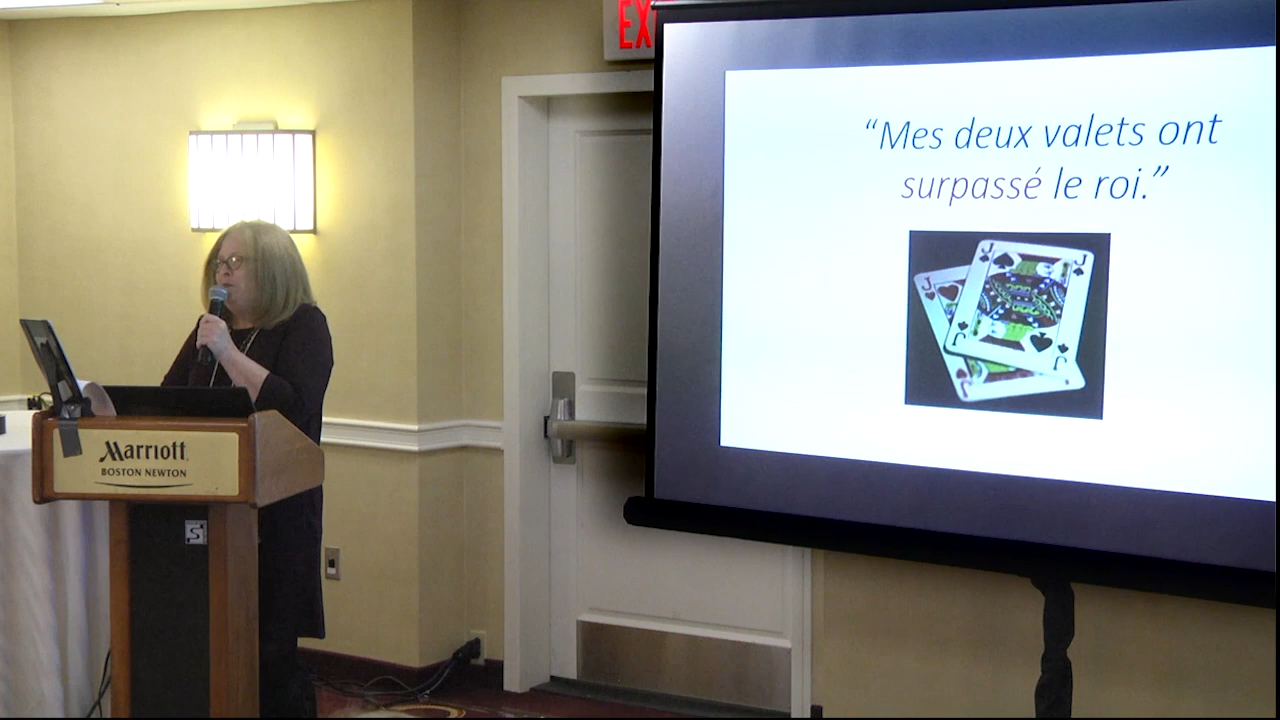 EX
“Mes deux valets ont
surpassé le roi.”
J
J
J
J
J
Marriott
BOSTON NEWTON
S